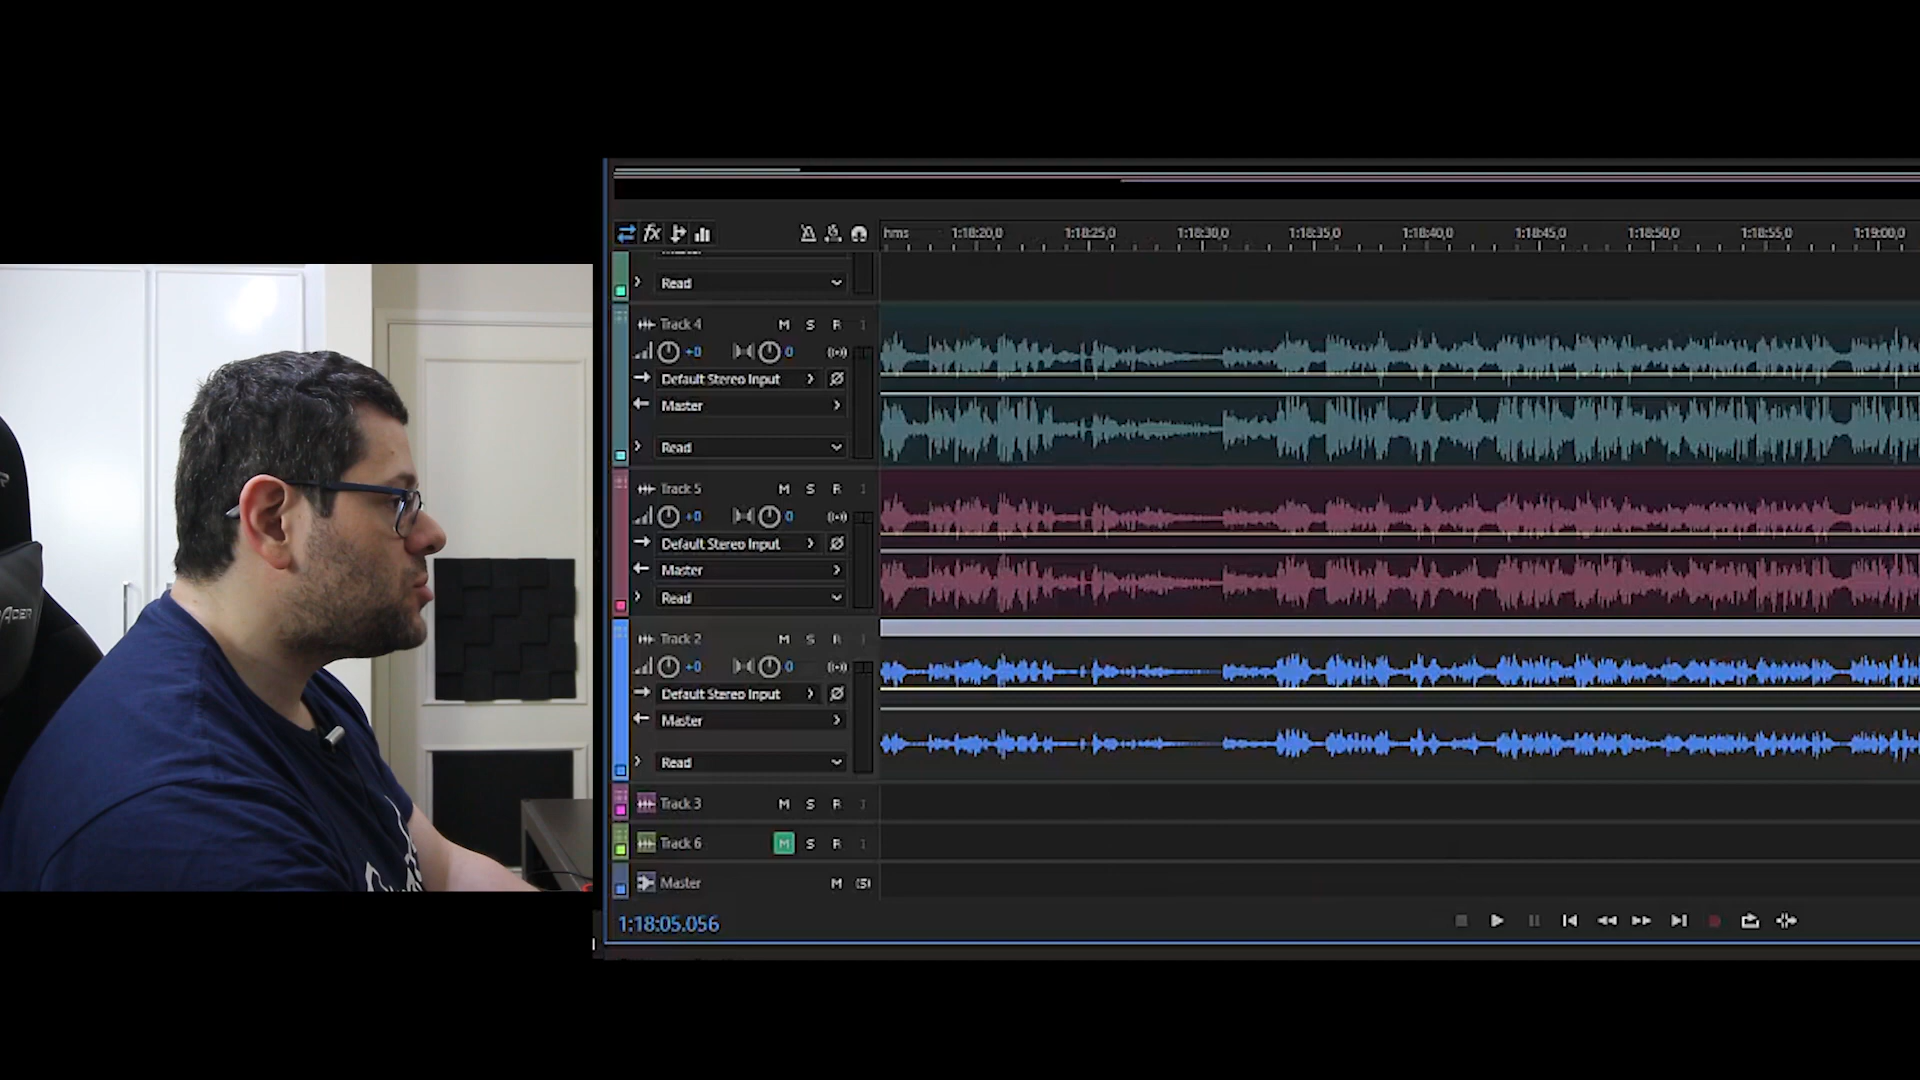 fx
hms 1:18:20,0 1:18:25,0 1:18:30,0 1:18:35,0 1:18:40,0 1:18:45,0 1:18:50,0 1:18:55,0 1:19:00,0
Read
Track 4 M S R I
+0 0
Default Stereo Input
Master
Read
Track 5 M S R I
+0 0
Default Stereo Input
Master
Read
Track 2 M S R I
+0 0
Default Stereo Input
Master
Read
Track 3 M S R I
Track 6 M S R I
Master M (S)
1:18:05.056